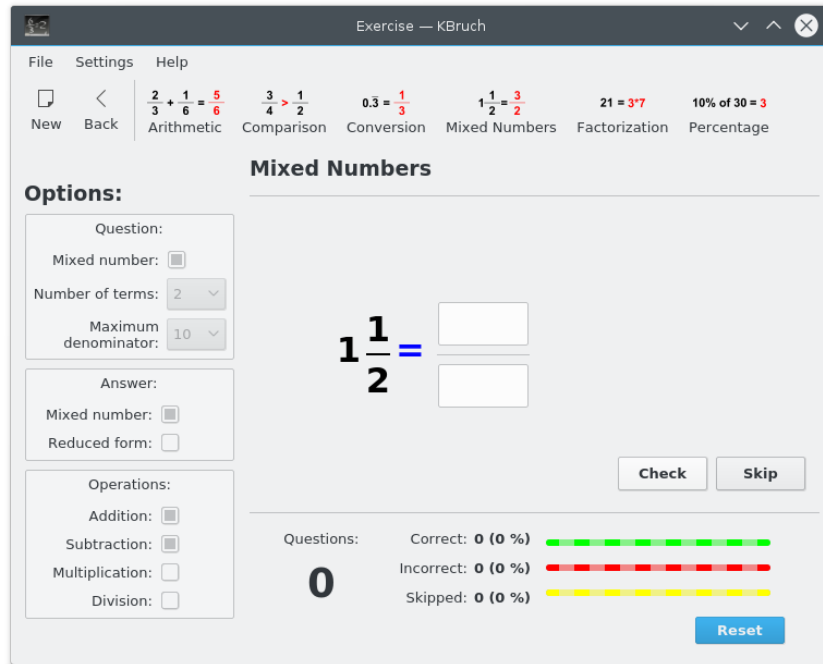 Exercise — KBruch
File Settings Help
New Back
2/3 + 1/6 = 5/6 Arithmetic
3/4 > 1/2 Comparison
0.3̅ = 1/3 Conversion
1 1/2 = 3/2 Mixed Numbers
21 = 3*7 Factorization
10% of 30 = 3 Percentage
Options:
Question:
Mixed number:
Number of terms: 2
Maximum
denominator: 10
Answer:
Mixed number:
Reduced form:
Operations:
Addition:
Subtraction:
Multiplication:
Division:
Mixed Numbers
1 1/2 =
Check Skip
Questions:
0
Correct: 0 (0 %)
Incorrect: 0 (0 %)
Skipped: 0 (0 %)
Reset